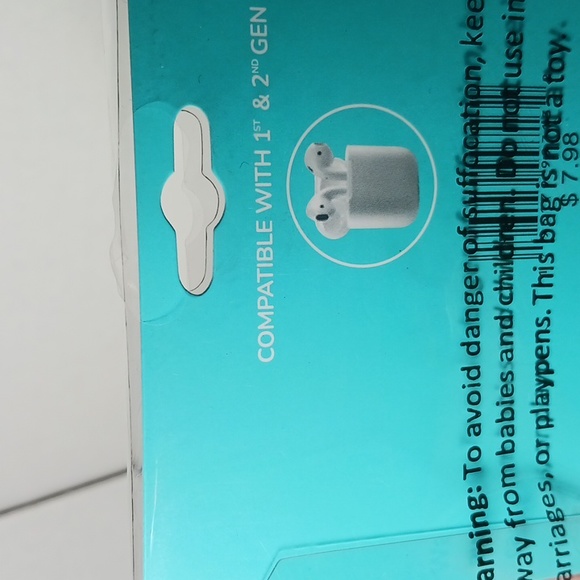 COMPATIBLE WITH 1ST & 2ND GEN
arning: To avoid danger of suffocation, kee
way from babies and children. Do not use in
arriages, or playpens. This bag is not a toy.
$ 7.98